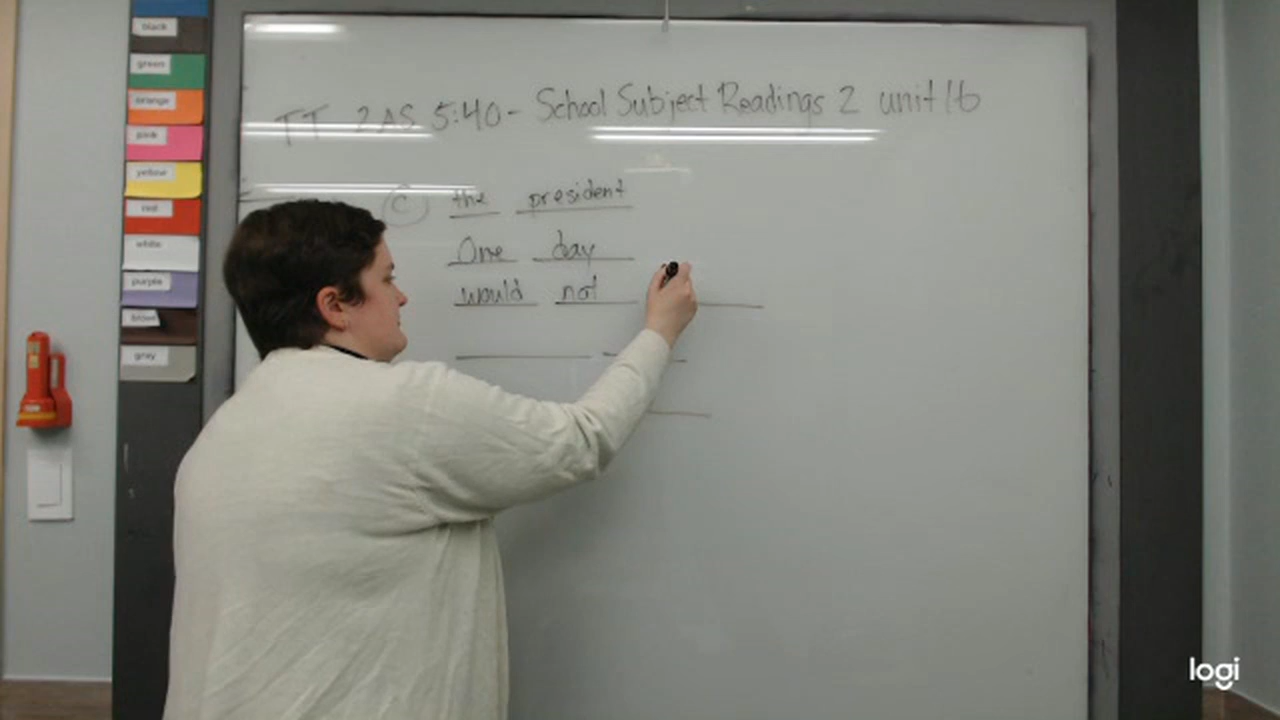 black
green
orange
pink
yellow
red
white
purple
brown
gray
TT 2AS 5:40 - School Subject Readings 2 unit 16
C the president
One day
would not
logi